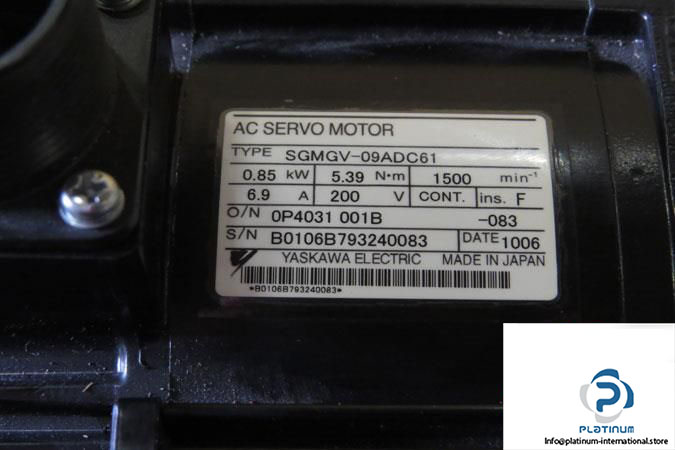 AC SERVO MOTOR
TYPE SGMGV-09ADC61
0.85 kW 5.39 N·m 1500 min⁻¹
6.9 A 200 V CONT. ins. F
O/N 0P4031 001B -083
S/N B0106B793240083 DATE 1006
YASKAWA ELECTRIC MADE IN JAPAN
*B0106B793240083*
PLATINUM
Info@platinum-international.store